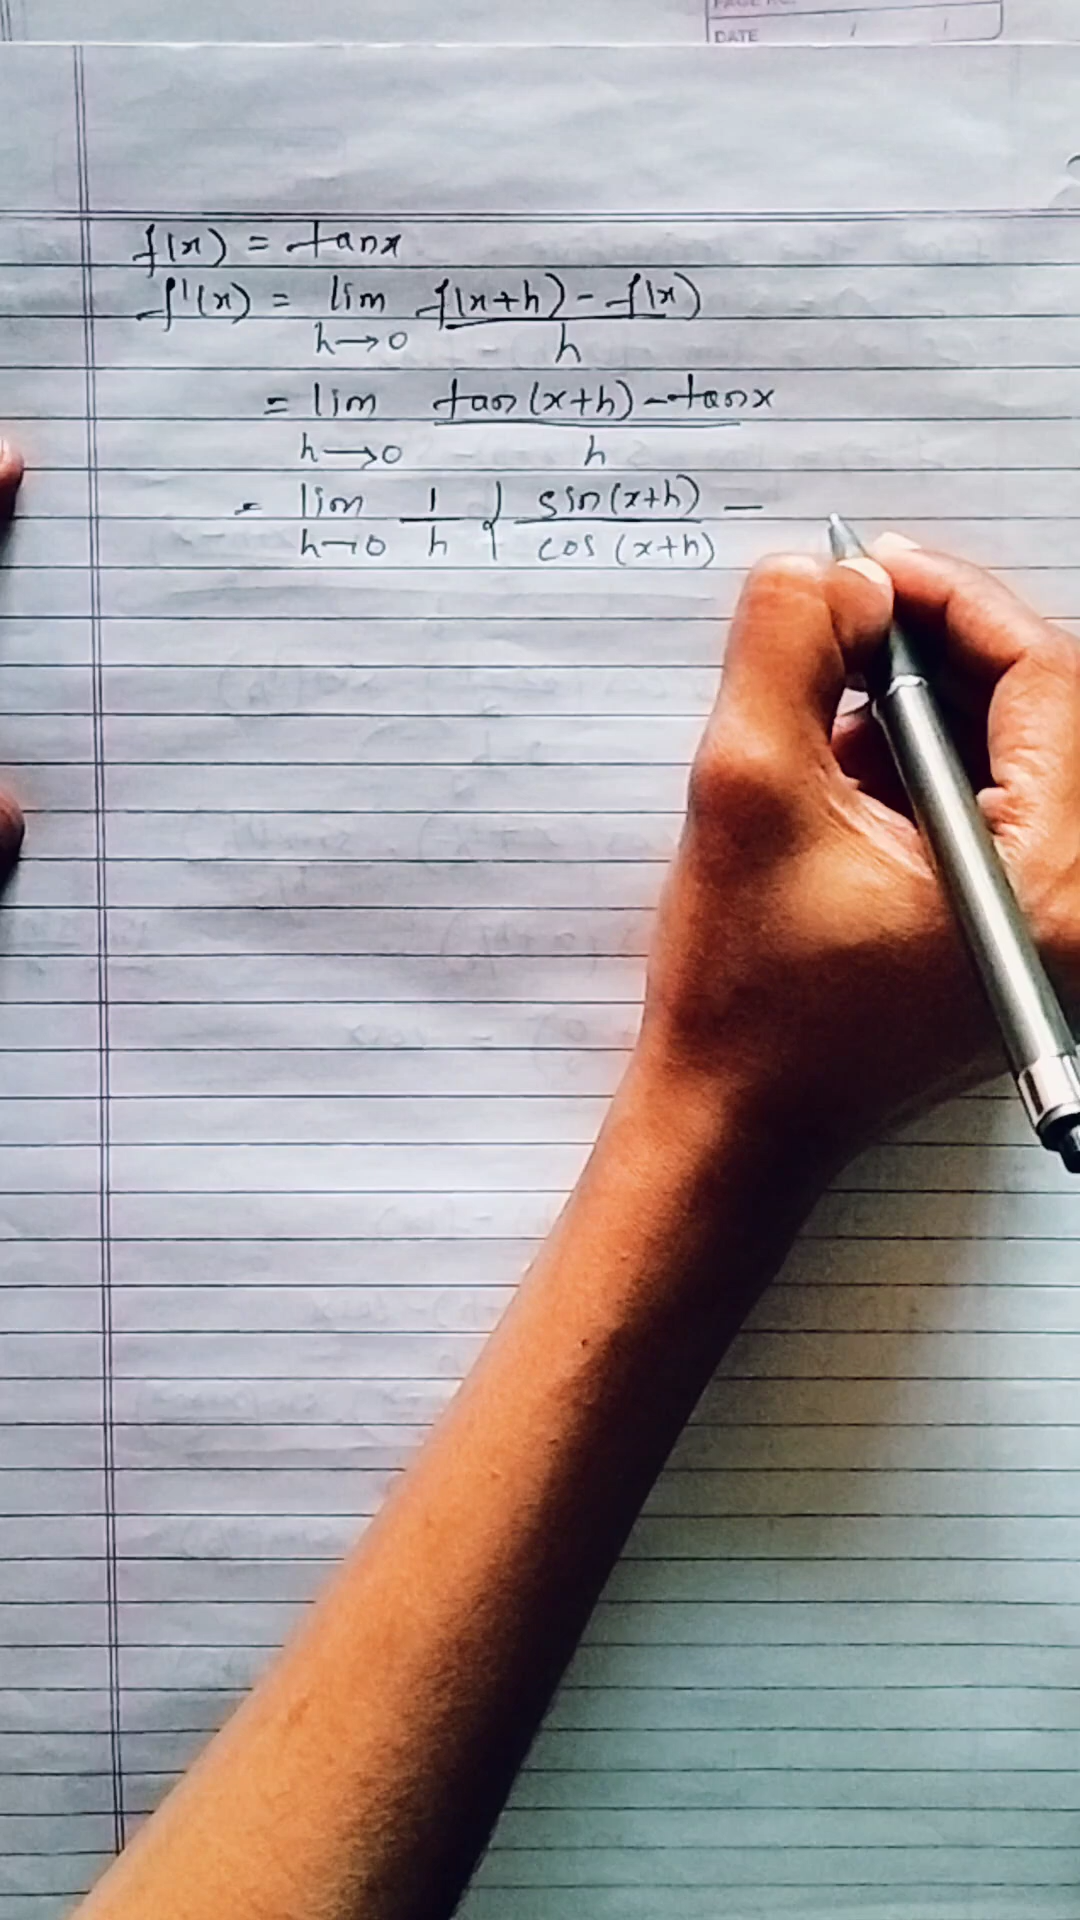 DATE / /
f(x) = tanx
f'(x) = lim h→0 f(x+h) - f(x) / h
= lim h→0 tan(x+h) - tanx / h
= lim h→0 1/h { sin(x+h) / cos(x+h) -